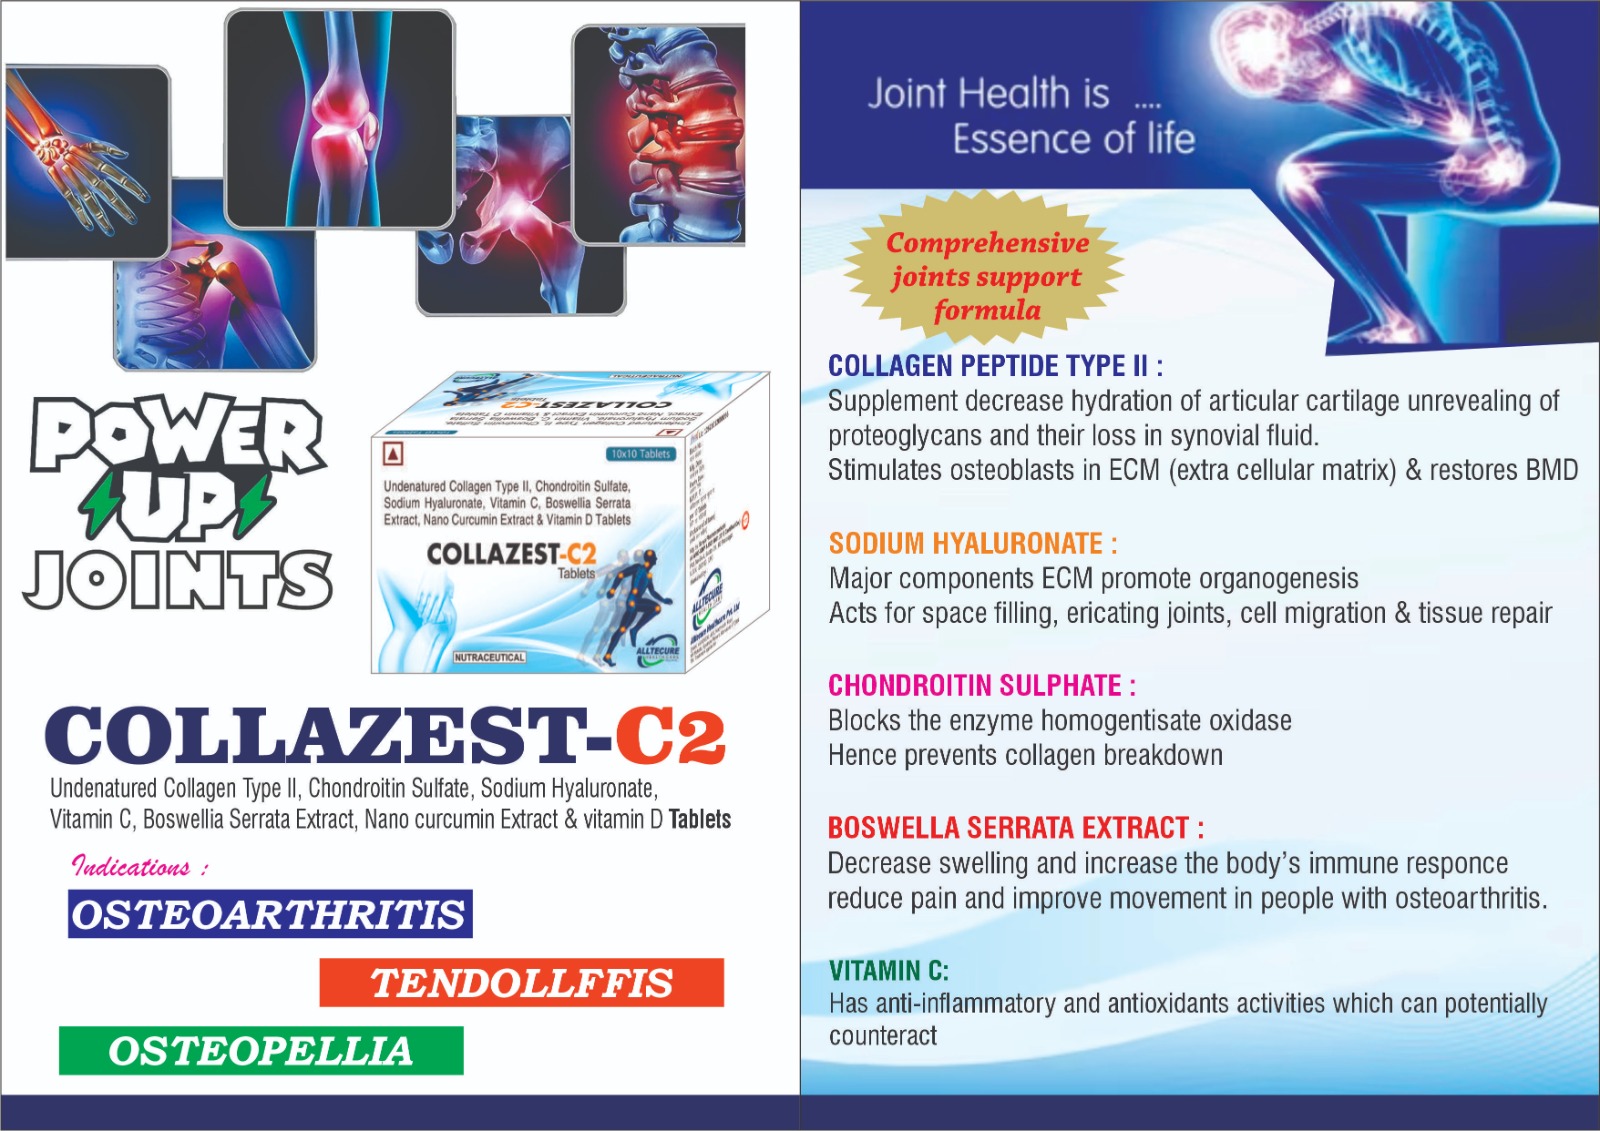 POWER
UP
JOINTS
NUTRACEUTICAL
COLLAZEST-C2
Tablets
10x10 Tablets
Undenatured Collagen Type II, Chondroitin Sulfate,
Sodium Hyaluronate, Vitamin C, Boswellia Serrata
Extract, Nano Curcumin Extract & Vitamin D Tablets
COLLAZEST-C2
Tablets
NUTRACEUTICAL
ALLTECURE
ALLTECURE
COLLAZEST-C2
Undenatured Collagen Type II, Chondroitin Sulfate, Sodium Hyaluronate,
Vitamin C, Boswellia Serrata Extract, Nano curcumin Extract & vitamin D Tablets
Indications :
OSTEOARTHRITIS
TENDOLLFFIS
OSTEOPELLIA
Joint Health is ....
Essence of life
Comprehensive
joints support
formula
COLLAGEN PEPTIDE TYPE II :
Supplement decrease hydration of articular cartilage unrevealing of
proteoglycans and their loss in synovial fluid.
Stimulates osteoblasts in ECM (extra cellular matrix) & restores BMD
SODIUM HYALURONATE :
Major components ECM promote organogenesis
Acts for space filling, ericating joints, cell migration & tissue repair
CHONDROITIN SULPHATE :
Blocks the enzyme homogentisate oxidase
Hence prevents collagen breakdown
BOSWELLA SERRATA EXTRACT :
Decrease swelling and increase the body's immune responce
reduce pain and improve movement in people with osteoarthritis.
VITAMIN C:
Has anti-inflammatory and antioxidants activities which can potentially
counteract